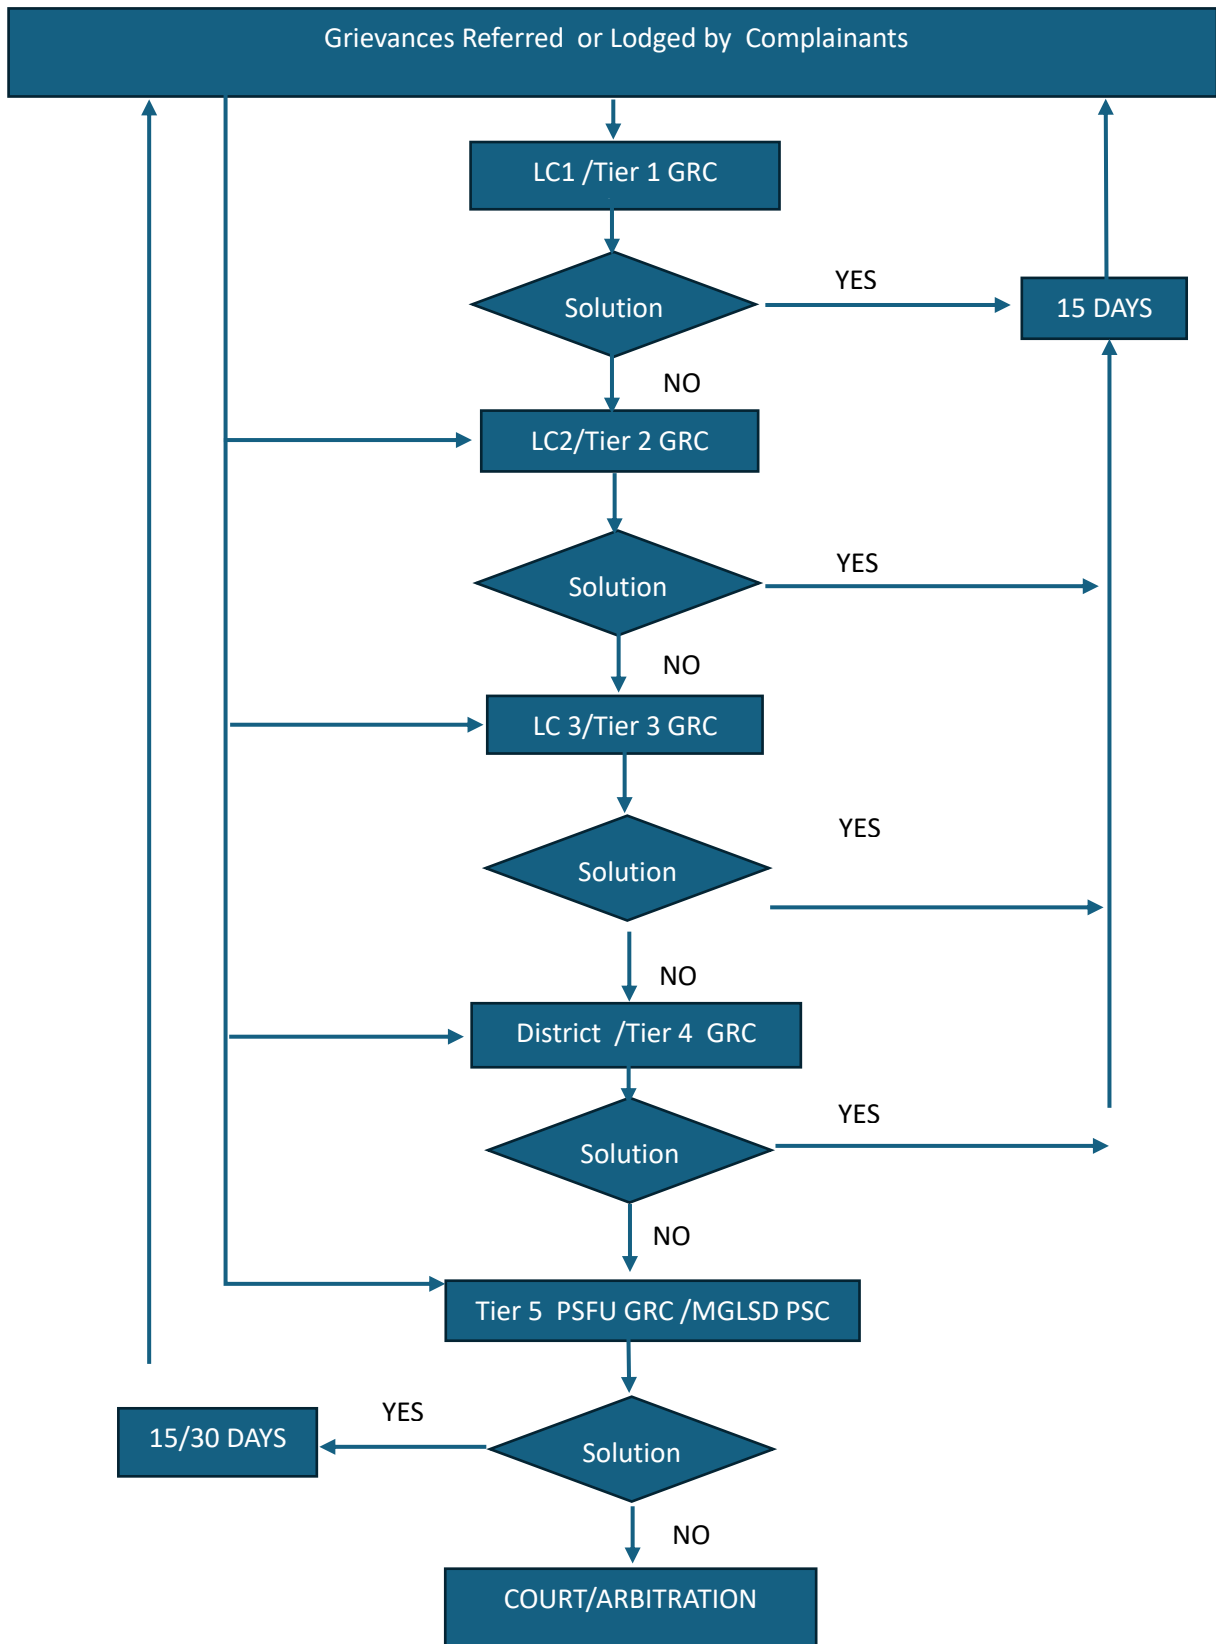 Grievances Referred  or Lodged by  Complainants
LC1 /Tier 1 GRC
Solution
YES
15 DAYS
NO
LC2/Tier 2 GRC
Solution
YES
NO
LC 3/Tier 3 GRC
Solution
YES
NO
District  /Tier 4  GRC
Solution
YES
NO
Tier 5  PSFU GRC /MGLSD PSC
Solution
YES
15/30 DAYS
NO
COURT/ARBITRATION